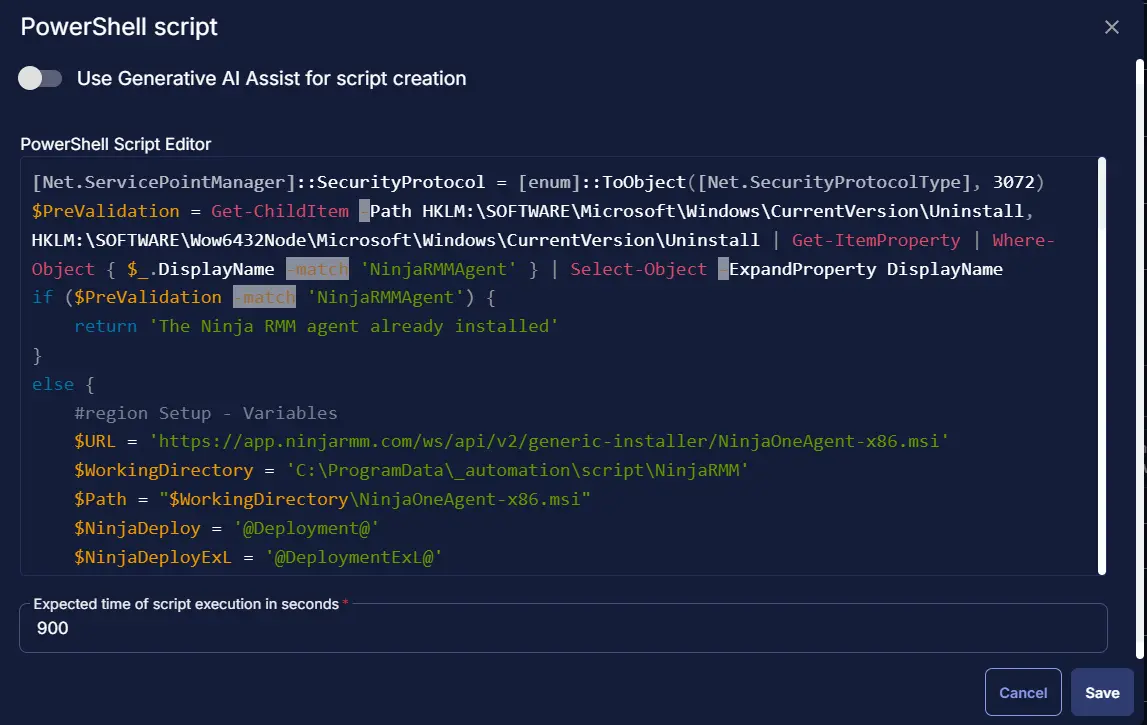 PowerShell script
Use Generative AI Assist for script creation
PowerShell Script Editor
[Net.ServicePointManager]::SecurityProtocol = [enum]::ToObject([Net.SecurityProtocolType], 3072)
$PreValidation = Get-ChildItem -Path HKLM:\SOFTWARE\Microsoft\Windows\CurrentVersion\Uninstall,
HKLM:\SOFTWARE\Wow6432Node\Microsoft\Windows\CurrentVersion\Uninstall | Get-ItemProperty | Where-
Object { $_.DisplayName -match 'NinjaRMMAgent' } | Select-Object -ExpandProperty DisplayName
if ($PreValidation -match 'NinjaRMMAgent') {
    return 'The Ninja RMM agent already installed'
}
else {
    #region Setup - Variables
    $URL = 'https://app.ninjarmm.com/ws/api/v2/generic-installer/NinjaOneAgent-x86.msi'
    $WorkingDirectory = 'C:\ProgramData\_automation\script\NinjaRMM'
    $Path = "$WorkingDirectory\NinjaOneAgent-x86.msi"
    $NinjaDeploy = '@Deployment@'
    $NinjaDeployExL = '@DeploymentExL@'
Expected time of script execution in seconds *
900
Cancel
Save